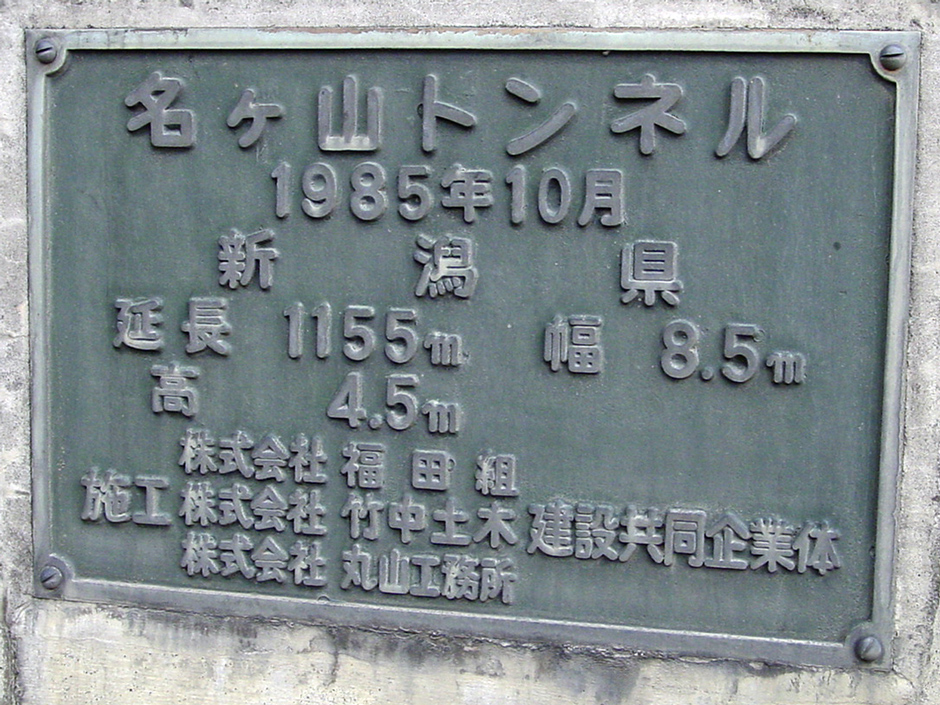 名ヶ山トンネル
1985年10月
新潟県
延長 1155m 幅 8.5m
高 4.5m
株式会社 福田組
施工 株式会社 竹中土木 建設共同企業体
株式会社 丸山工務所